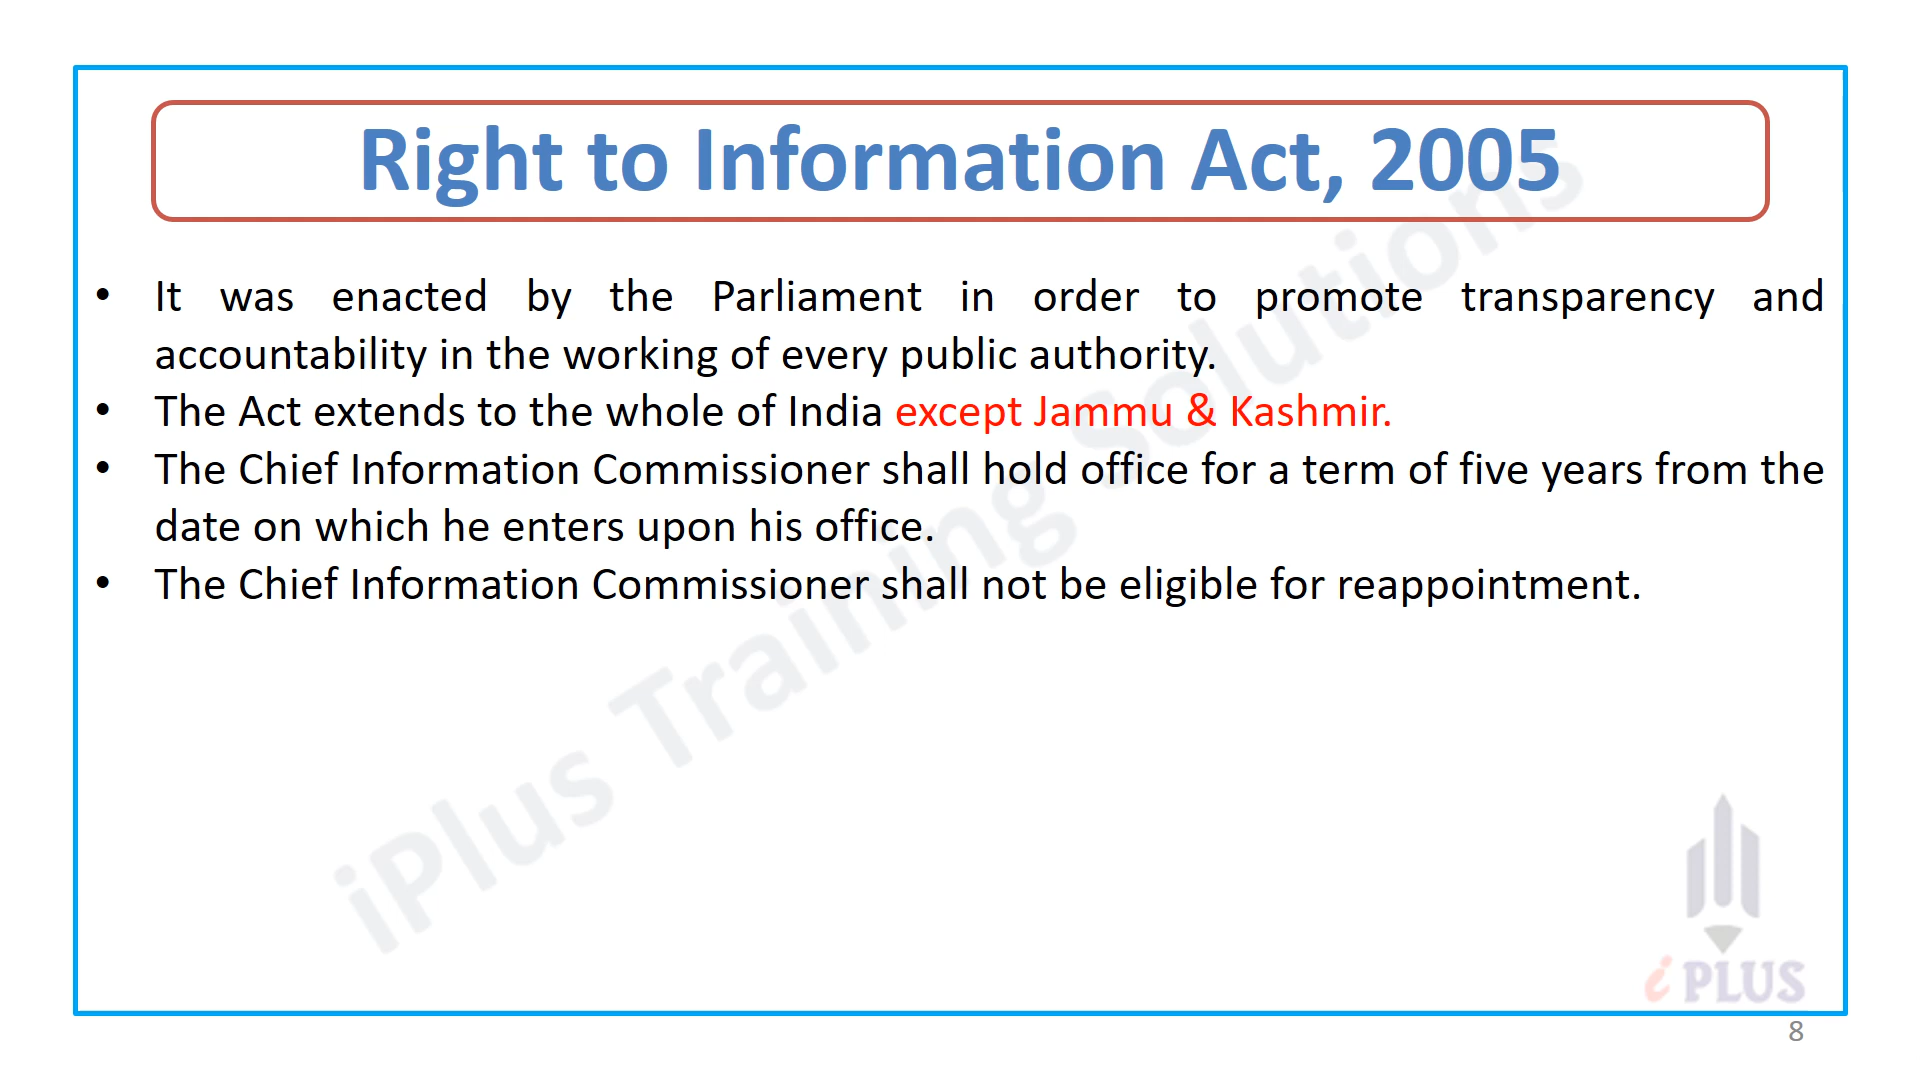 Right to Information Act, 2005
• It was enacted by the Parliament in order to promote transparency and
accountability in the working of every public authority.
• The Act extends to the whole of India except Jammu & Kashmir.
• The Chief Information Commissioner shall hold office for a term of five years from the
date on which he enters upon his office.
• The Chief Information Commissioner shall not be eligible for reappointment.
iPlus Training Solutions
i PLUS
8